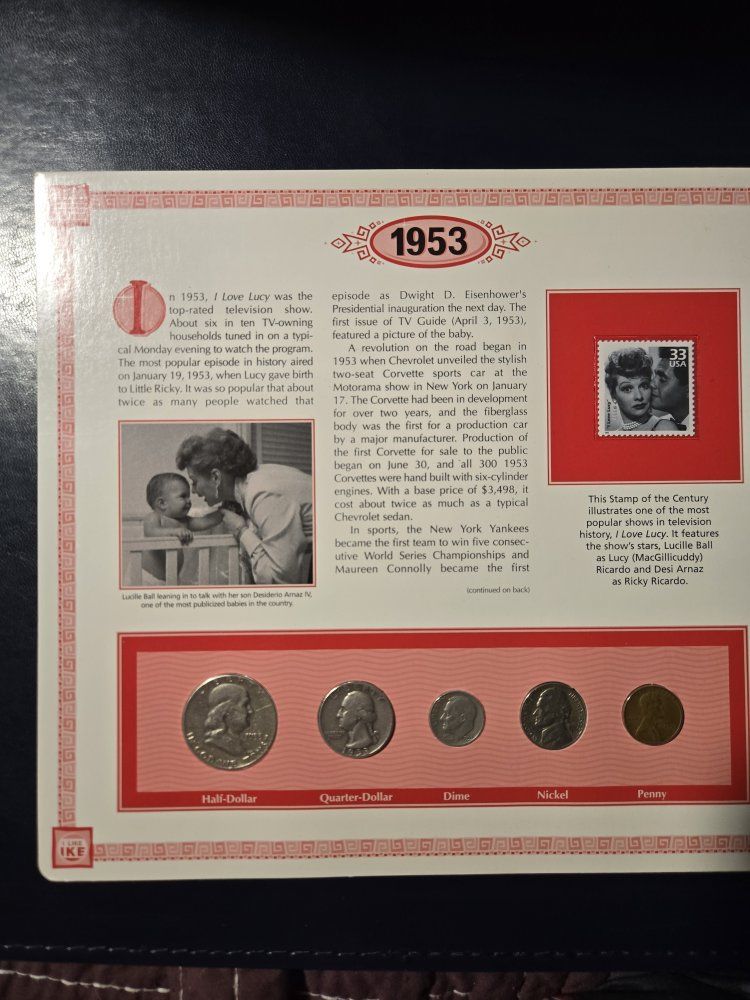 1953
In 1953, I Love Lucy was the
top-rated television show.
About six in ten TV-owning
households tuned in on a typi-
cal Monday evening to watch the program.
The most popular episode in history aired
on January 19, 1953, when Lucy gave birth
to Little Ricky. It was so popular that about
twice as many people watched that
Lucille Ball leaning in to talk with her son Desiderio Arnaz IV,
one of the most publicized babies in the country.
episode as Dwight D. Eisenhower's
Presidential inauguration the next day. The
first issue of TV Guide (April 3, 1953),
featured a picture of the baby.
A revolution on the road began in
1953 when Chevrolet unveiled the stylish
two-seat Corvette sports car at the
Motorama show in New York on January
17. The Corvette had been in development
for over two years, and the fiberglass
body was the first for a production car
by a major manufacturer. Production of
the first Corvette for sale to the public
began on June 30, and all 300 1953
Corvettes were hand built with six-cylinder
engines. With a base price of $3,498, it
cost about twice as much as a typical
Chevrolet sedan.
In sports, the New York Yankees
became the first team to win five consec-
utive World Series Championships and
Maureen Connolly became the first
(continued on back)
33
USA
This Stamp of the Century
illustrates one of the most
popular shows in television
history, I Love Lucy. It features
the show's stars, Lucille Ball
as Lucy (MacGillicuddy)
Ricardo and Desi Arnaz
as Ricky Ricardo.
1953
1953
Half-Dollar
Quarter-Dollar
Dime
Nickel
Penny
I LIKE
IKE